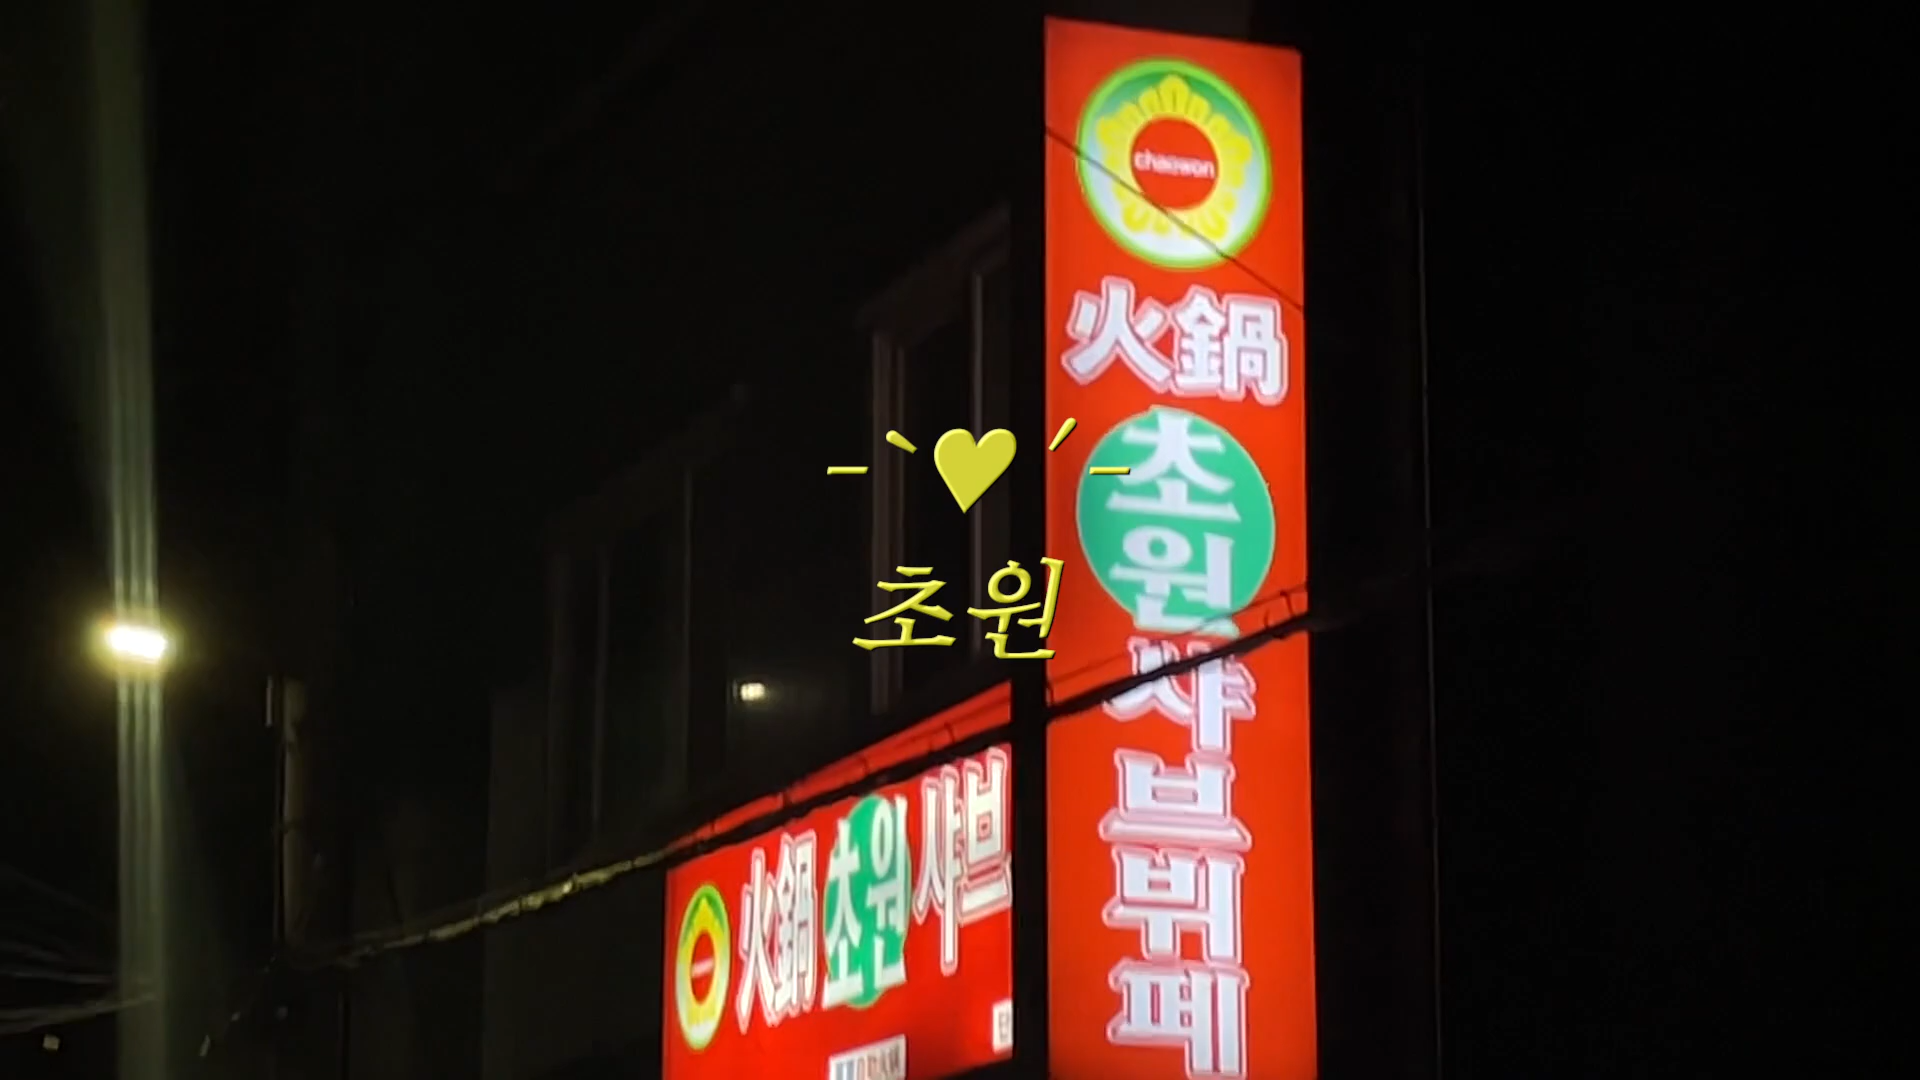 chaewon
火鍋
초원
샤브뷔페
-`♥´-
초원
火鍋초원샤브